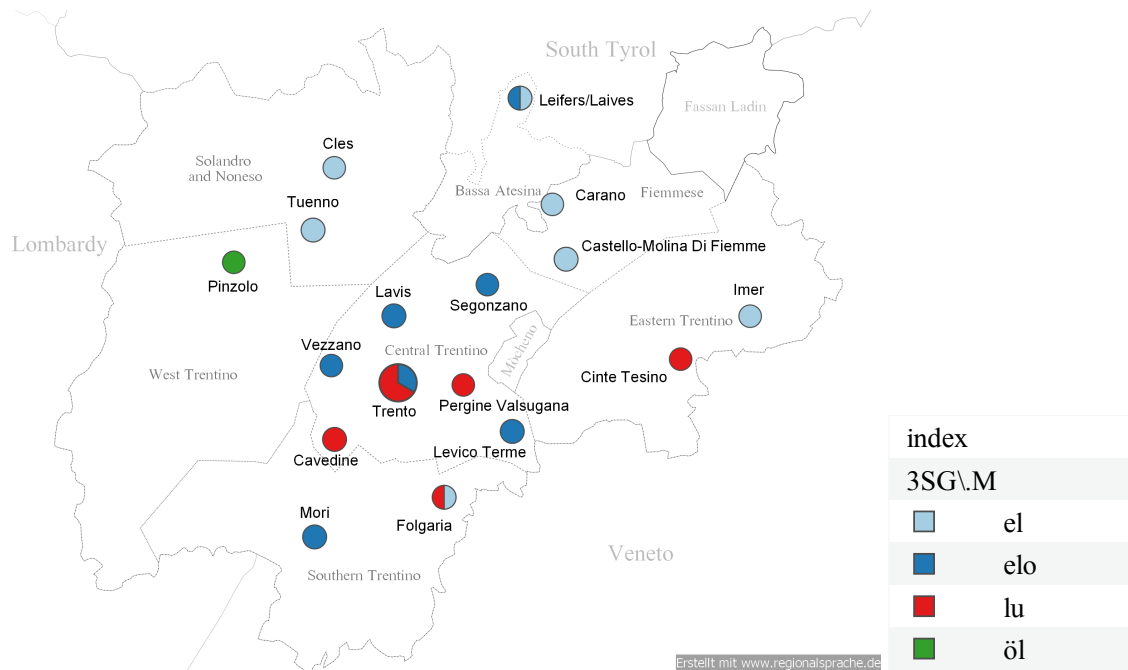 South Tyrol
Leifers/Laives
Fassan Ladin
Cles
Solandro
and Noneso
Tuenno
Bassa Atesina
Carano
Fiemmese
Lombardy
Castello-Molina Di Fiemme
Pinzolo
Lavis
Segonzano
Imer
Eastern Trentino
Mocheno
Vezzano
Central Trentino
West Trentino
Cinte Tesino
Trento
Pergine Valsugana
Cavedine
Levico Terme
Mori
Folgaria
Veneto
Southern Trentino
Erstellt mit www.regionalsprache.de
index
3SG\.M
el
elo
lu
öl